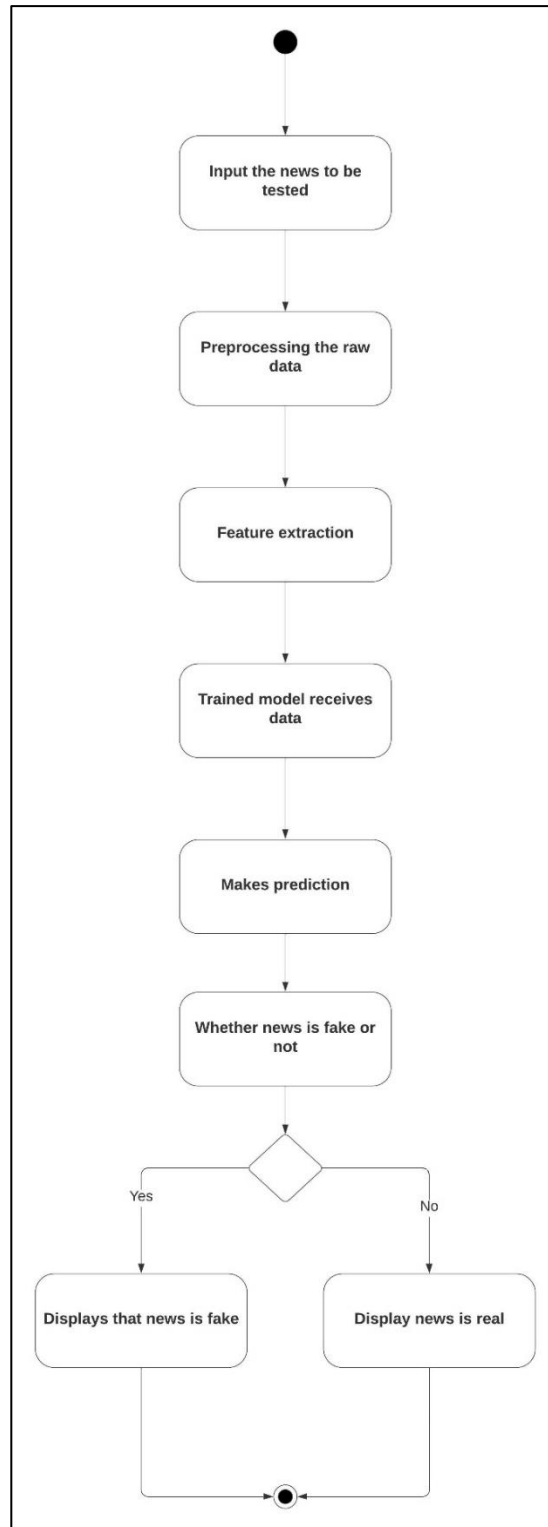 Input the news to be
tested
Preprocessing the raw
data
Feature extraction
Trained model receives
data
Makes prediction
Whether news is fake or
not
Yes
No
Displays that news is fake
Display news is real